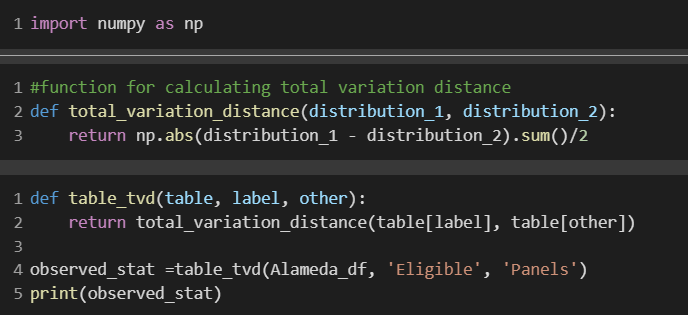 1 import numpy as np
1 #function for calculating total variation distance
2 def total_variation_distance(distribution_1, distribution_2):
3     return np.abs(distribution_1 - distribution_2).sum()/2
1 def table_tvd(table, label, other):
2     return total_variation_distance(table[label], table[other])
3
4 observed_stat =table_tvd(Alameda_df, 'Eligible', 'Panels')
5 print(observed_stat)